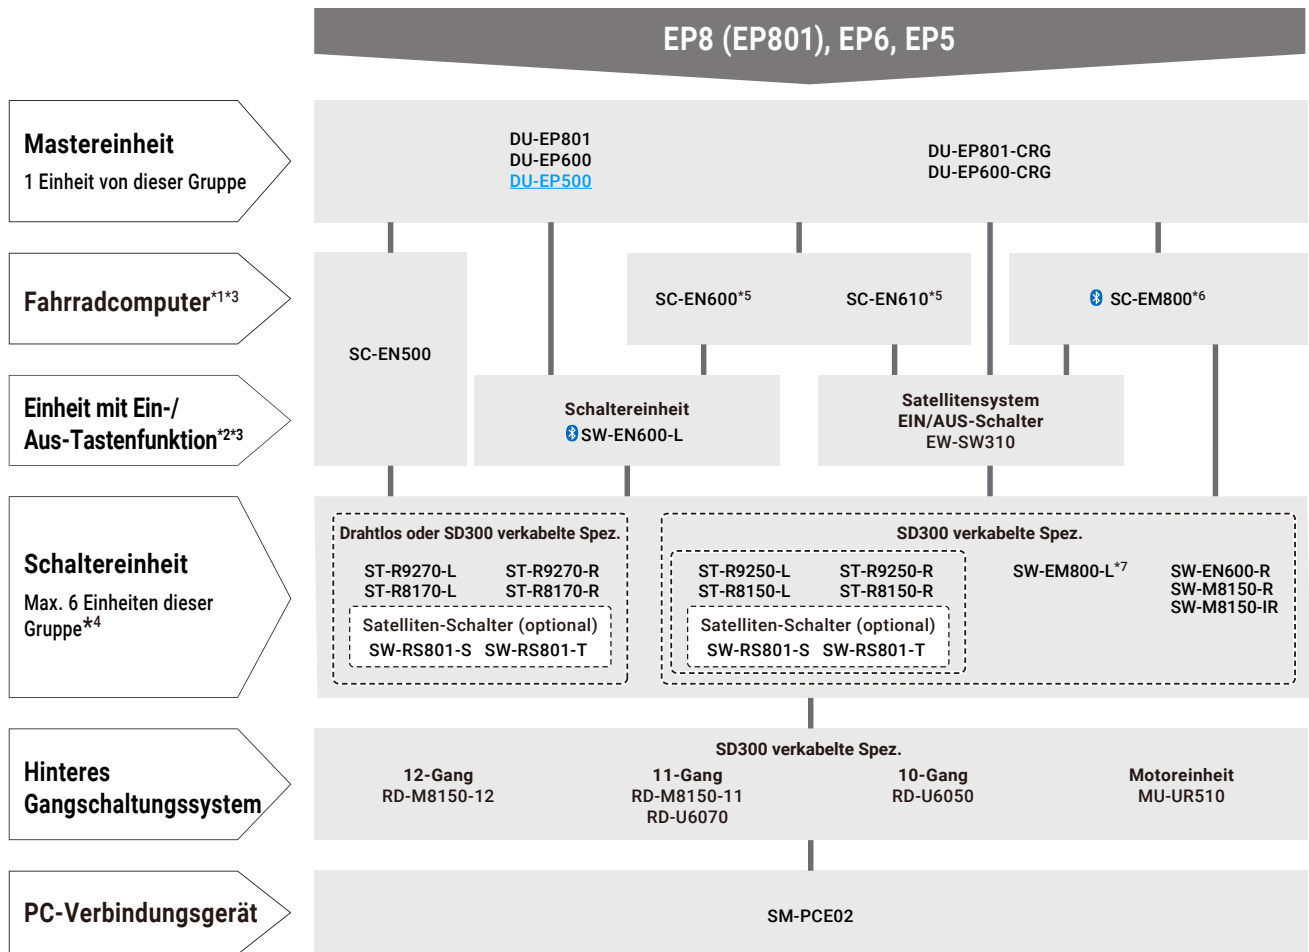 EP8 (EP801), EP6, EP5
Mastereinheit
1 Einheit von dieser Gruppe
DU-EP801
DU-EP600
DU-EP500
DU-EP801-CRG
DU-EP600-CRG
Fahrradcomputer*1*3
SC-EN500
SC-EN600*5
SC-EN610*5
SC-EM800*6
Einheit mit Ein-/
Aus-Tastenfunktion*2*3
Schaltereinheit
SW-EN600-L
Satellitensystem
EIN/AUS-Schalter
EW-SW310
Schaltereinheit
Max. 6 Einheiten dieser
Gruppe*4
Drahtlos oder SD300 verkabelte Spez.
ST-R9270-L ST-R9270-R
ST-R8170-L ST-R8170-R
Satelliten-Schalter (optional)
SW-RS801-S SW-RS801-T
SD300 verkabelte Spez.
ST-R9250-L ST-R9250-R
ST-R8150-L ST-R8150-R
Satelliten-Schalter (optional)
SW-RS801-S SW-RS801-T
SW-EM800-L*7
SW-EN600-R
SW-M8150-R
SW-M8150-IR
Hinteres
Gangschaltungssystem
SD300 verkabelte Spez.
12-Gang
RD-M8150-12
11-Gang
RD-M8150-11
RD-U6070
10-Gang
RD-U6050
Motoreinheit
MU-UR510
PC-Verbindungsgerät
SM-PCE02